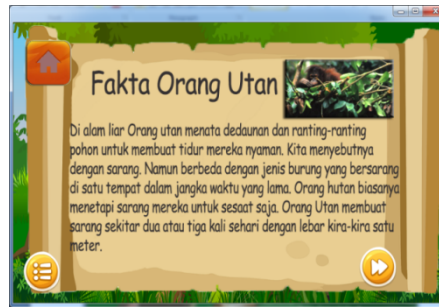 Fakta Orang Utan
Di alam liar Orang utan menata dedaunan dan ranting-ranting
pohon untuk membuat tidur mereka nyaman. Kita menyebutnya
dengan sarang. Namun berbeda dengan jenis burung yang bersarang
di satu tempat dalam jangka waktu yang lama. Orang hutan biasanya
menetapi sarang mereka untuk sesaat saja. Orang Utan membuat
sarang sekitar dua atau tiga kali sehari dengan lebar kira-kira satu
meter.